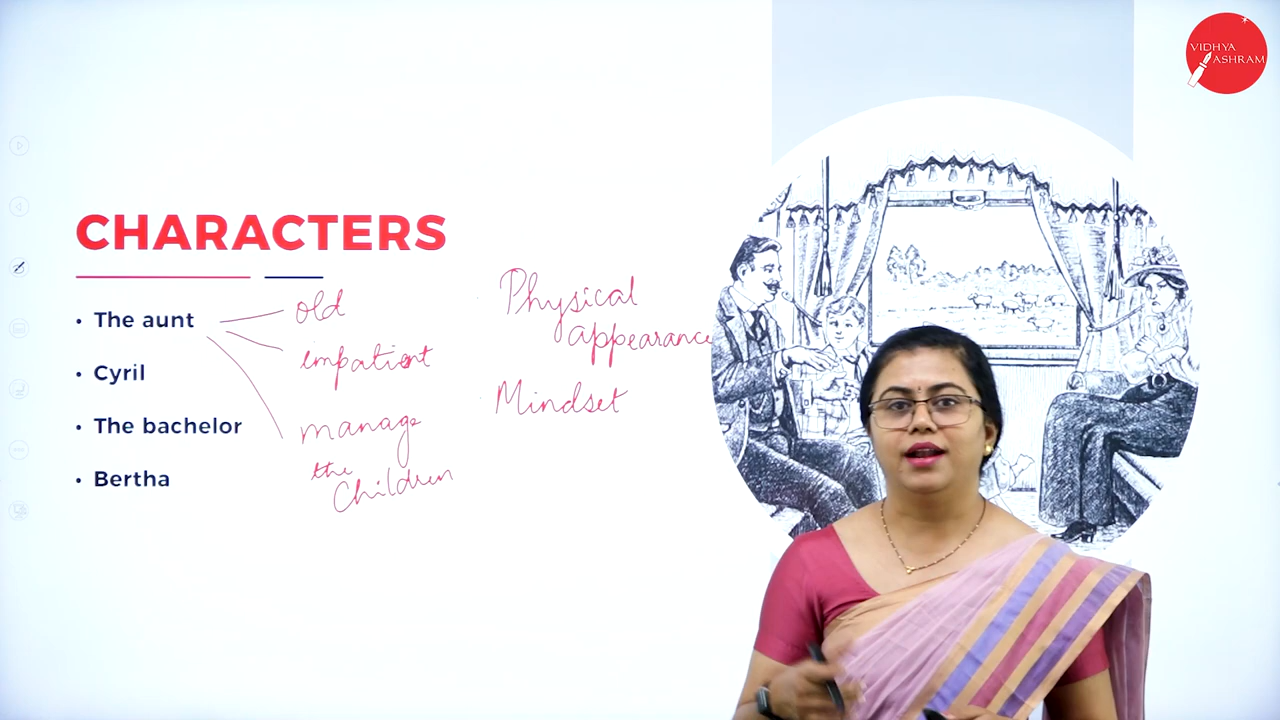 VIDHYA
ASHRAM
CHARACTERS
• The aunt
• Cyril
• The bachelor
• Bertha
old
impatient
manage
the
Children
Physical
appearance
Mindset